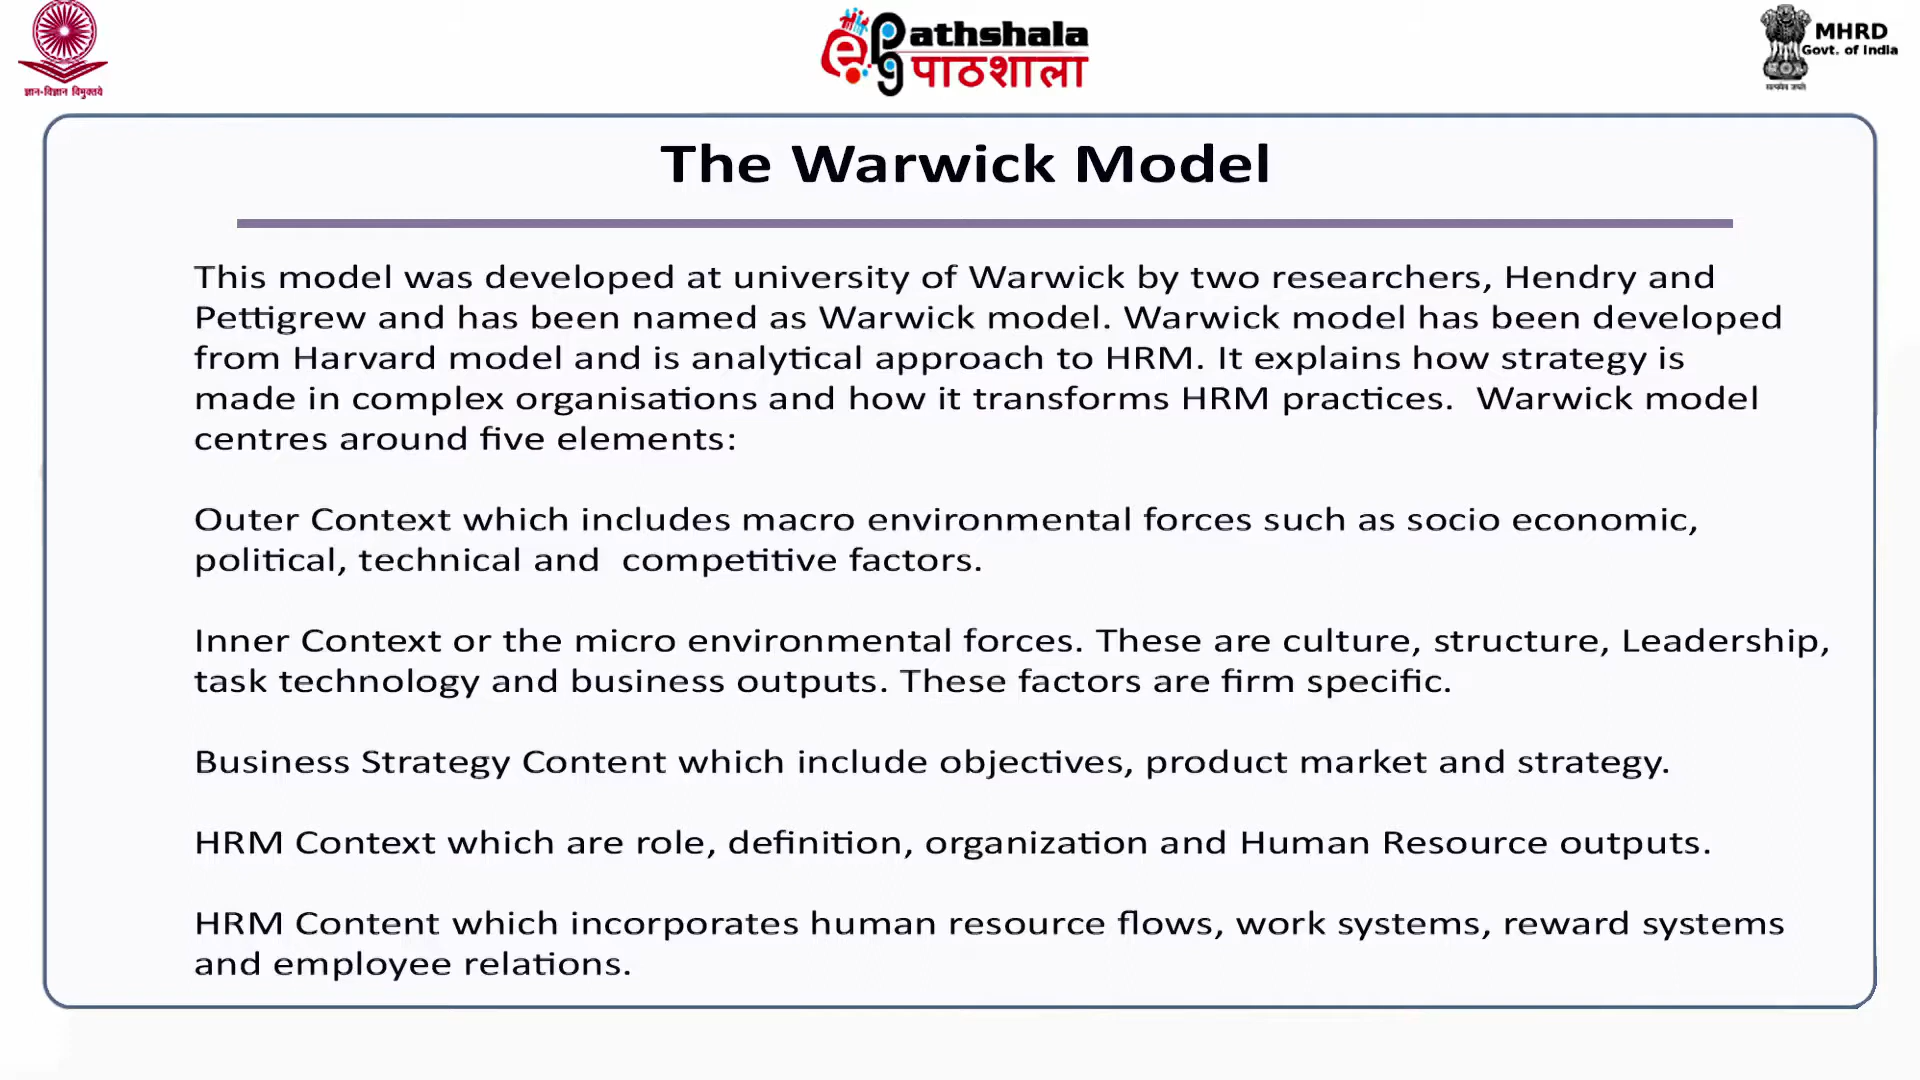 ज्ञान-विज्ञान विमुक्तये
ePathshala
पाठशाला
MHRD
Govt. of India
सत्यमेव जयते
The Warwick Model
This model was developed at university of Warwick by two researchers, Hendry and
Pettigrew and has been named as Warwick model. Warwick model has been developed
from Harvard model and is analytical approach to HRM. It explains how strategy is
made in complex organisations and how it transforms HRM practices.  Warwick model
centres around five elements:
Outer Context which includes macro environmental forces such as socio economic,
political, technical and  competitive factors.
Inner Context or the micro environmental forces. These are culture, structure, Leadership,
task technology and business outputs. These factors are firm specific.
Business Strategy Content which include objectives, product market and strategy.
HRM Context which are role, definition, organization and Human Resource outputs.
HRM Content which incorporates human resource flows, work systems, reward systems
and employee relations.